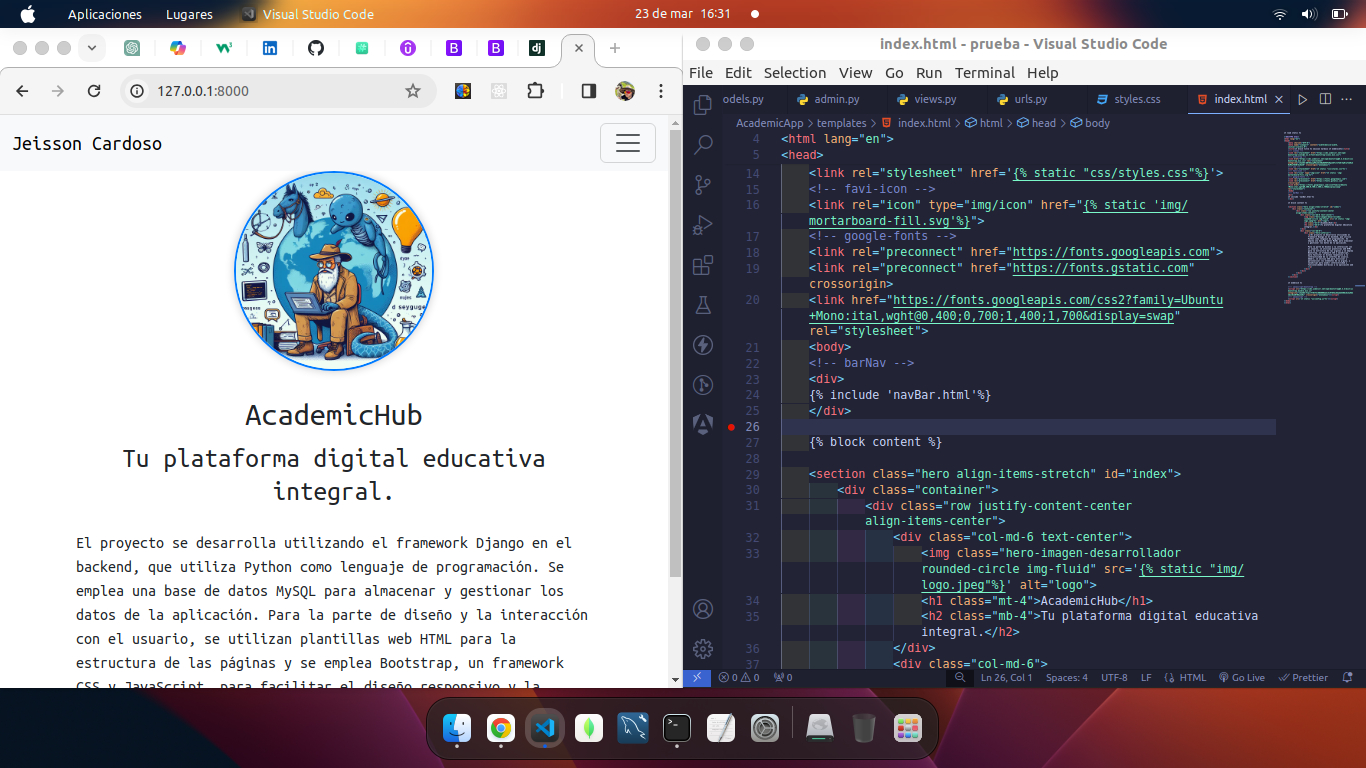 Aplicaciones Lugares Visual Studio Code 23 de mar 16:31
127.0.0.1:8000
Jeisson Cardoso
AcademicHub
Tu plataforma digital educativa
integral.
El proyecto se desarrolla utilizando el framework Django en el
backend, que utiliza Python como lenguaje de programación. Se
emplea una base de datos MySQL para almacenar y gestionar los
datos de la aplicación. Para la parte de diseño y la interacción
con el usuario, se utilizan plantillas web HTML para la
estructura de las páginas y se emplea Bootstrap, un framework
CSS y JavaScript, para facilitar el diseño responsivo y la
index.html - prueba - Visual Studio Code
File Edit Selection View Go Run Terminal Help
odels.py admin.py views.py urls.py styles.css index.html
AcademicApp > templates > index.html > html > head > body
4 <html lang="en">
5 <head>
14 <link rel="stylesheet" href='{% static "css/styles.css"%}'>
15 <!-- favi-icon -->
16 <link rel="icon" type="img/icon" href="{% static 'img/
mortarboard-fill.svg'%}">
17 <!-- google-fonts -->
18 <link rel="preconnect" href="https://fonts.googleapis.com">
19 <link rel="preconnect" href="https://fonts.gstatic.com"
crossorigin>
20 <link href="https://fonts.googleapis.com/css2?family=Ubuntu
+Mono:ital,wght@0,400;0,700;1,400;1,700&display=swap"
rel="stylesheet">
21 <body>
22 <!-- barNav -->
23 <div>
24 {% include 'navBar.html'%}
25 </div>
26
27 {% block content %}
28
29 <section class="hero align-items-stretch" id="index">
30 <div class="container">
31 <div class="row justify-content-center
align-items-center">
32 <div class="col-md-6 text-center">
33 <img class="hero-imagen-desarrollador
rounded-circle img-fluid" src='{% static "img/
logo.jpeg"%}' alt="logo">
34 <h1 class="mt-4">AcademicHub</h1>
35 <h2 class="mb-4">Tu plataforma digital educativa
integral.</h2>
36 </div>
37 <div class="col-md-6">
0 0 0 Ln 26, Col 1 Spaces: 4 UTF-8 LF HTML Go Live Prettier